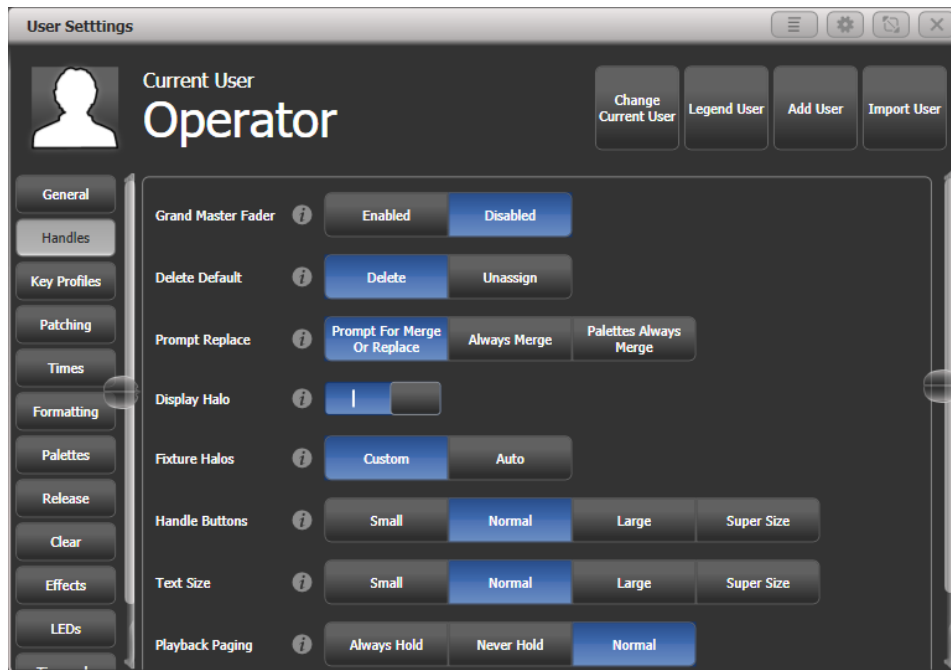 User Setttings
Current User
Operator
Change
Current User
Legend User
Add User
Import User
General
Handles
Key Profiles
Patching
Times
Formatting
Palettes
Release
Clear
Effects
LEDs
Grand Master Fader
Enabled
Disabled
Delete Default
Delete
Unassign
Prompt Replace
Prompt For Merge
Or Replace
Always Merge
Palettes Always
Merge
Display Halo
Fixture Halos
Custom
Auto
Handle Buttons
Small
Normal
Large
Super Size
Text Size
Small
Normal
Large
Super Size
Playback Paging
Always Hold
Never Hold
Normal